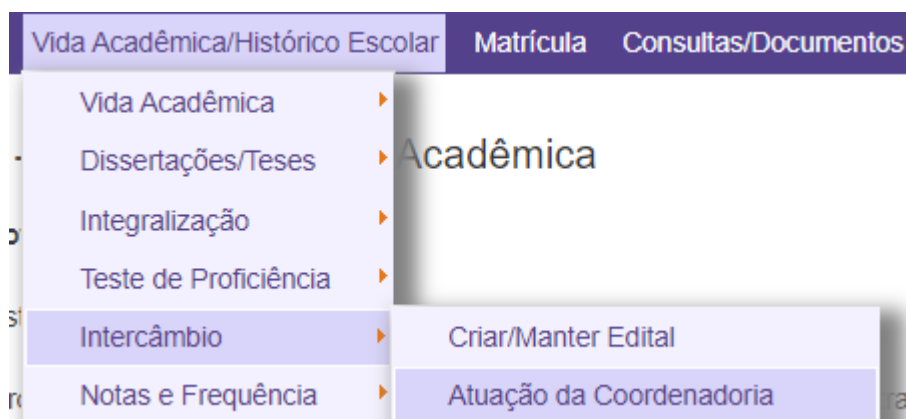 Vida Acadêmica/Histórico Escolar Matrícula Consultas/Documentos
Vida Acadêmica
Acadêmica
Dissertações/Teses
Integralização
Teste de Proficiência
Intercâmbio
Criar/Manter Edital
Notas e Frequência
Atuação da Coordenadoria